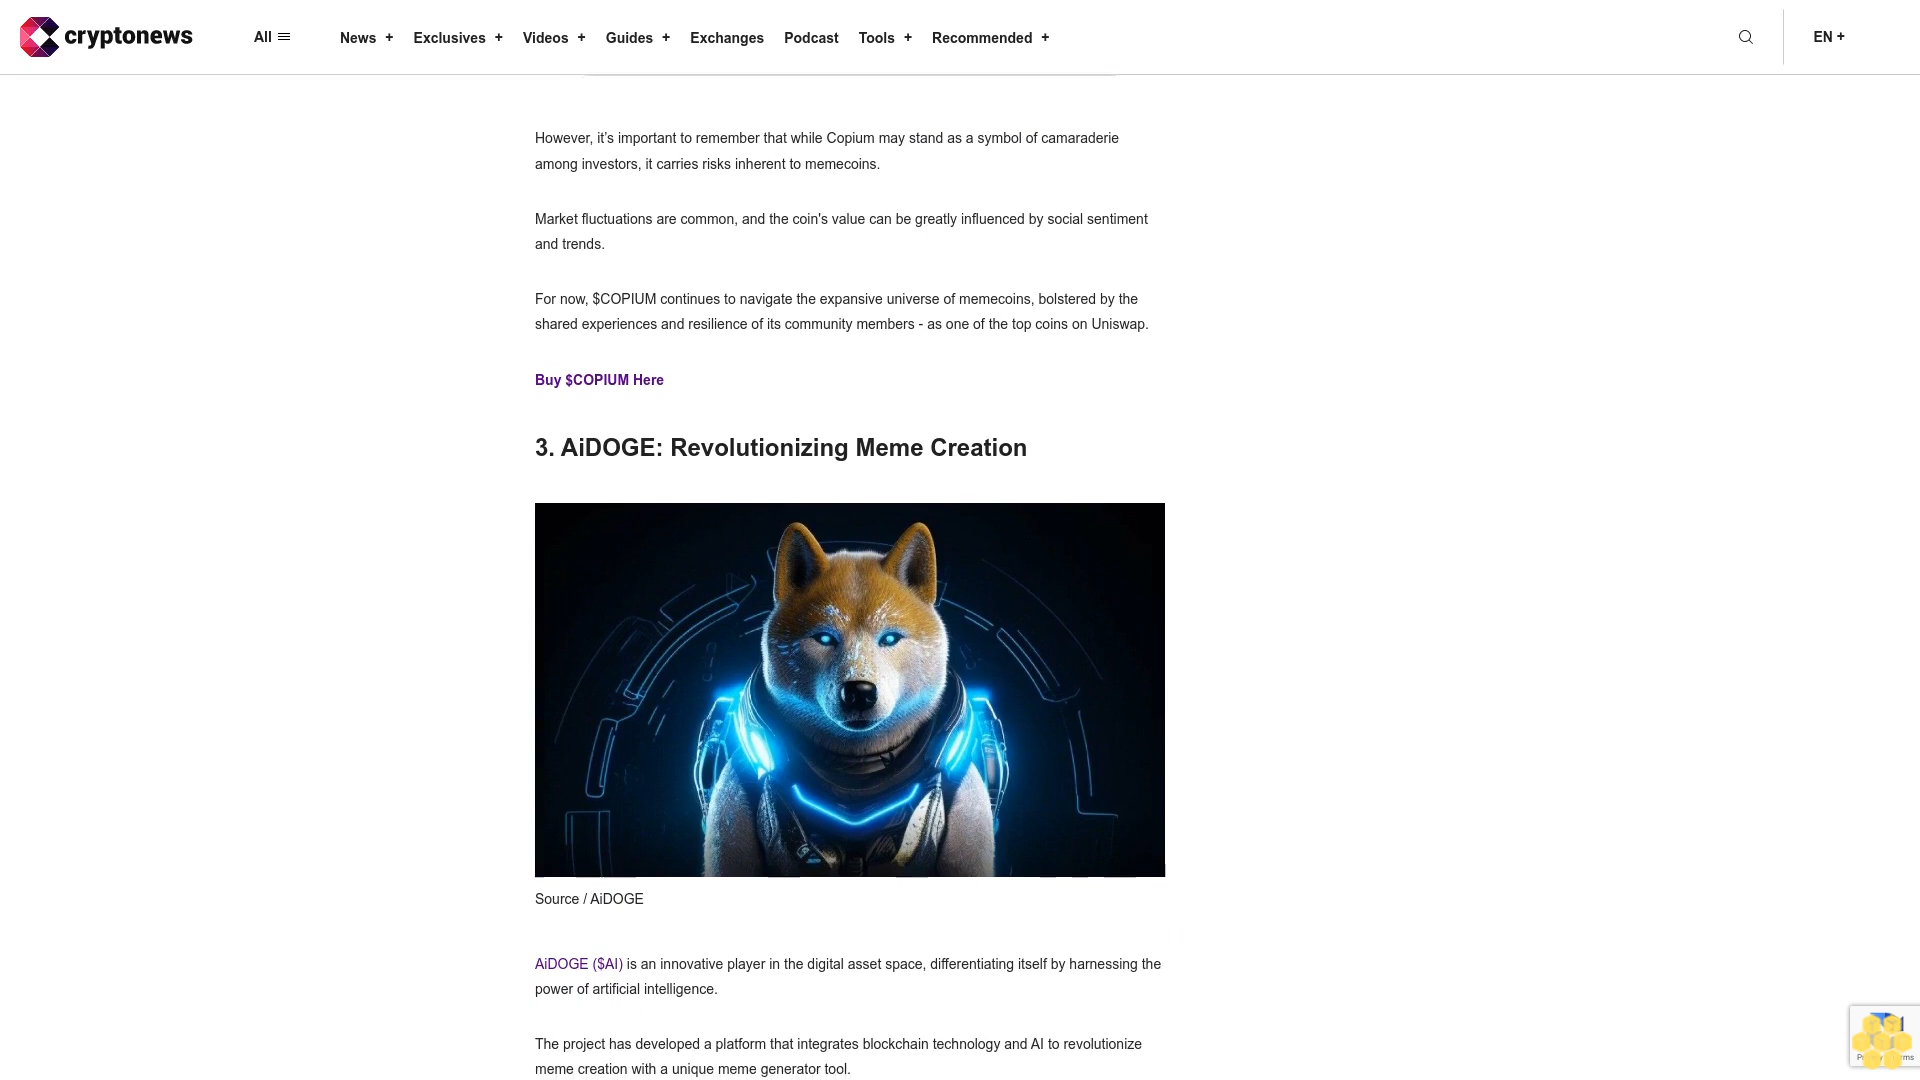 cryptonews
All
News +
Exclusives +
Videos +
Guides +
Exchanges
Podcast
Tools +
Recommended +
EN +
However, it’s important to remember that while Copium may stand as a symbol of camaraderie
among investors, it carries risks inherent to memecoins.
Market fluctuations are common, and the coin's value can be greatly influenced by social sentiment
and trends.
For now, $COPIUM continues to navigate the expansive universe of memecoins, bolstered by the
shared experiences and resilience of its community members - as one of the top coins on Uniswap.
Buy $COPIUM Here
3. AiDOGE: Revolutionizing Meme Creation
Source / AiDOGE
AiDOGE ($AI) is an innovative player in the digital asset space, differentiating itself by harnessing the
power of artificial intelligence.
The project has developed a platform that integrates blockchain technology and AI to revolutionize
meme creation with a unique meme generator tool.